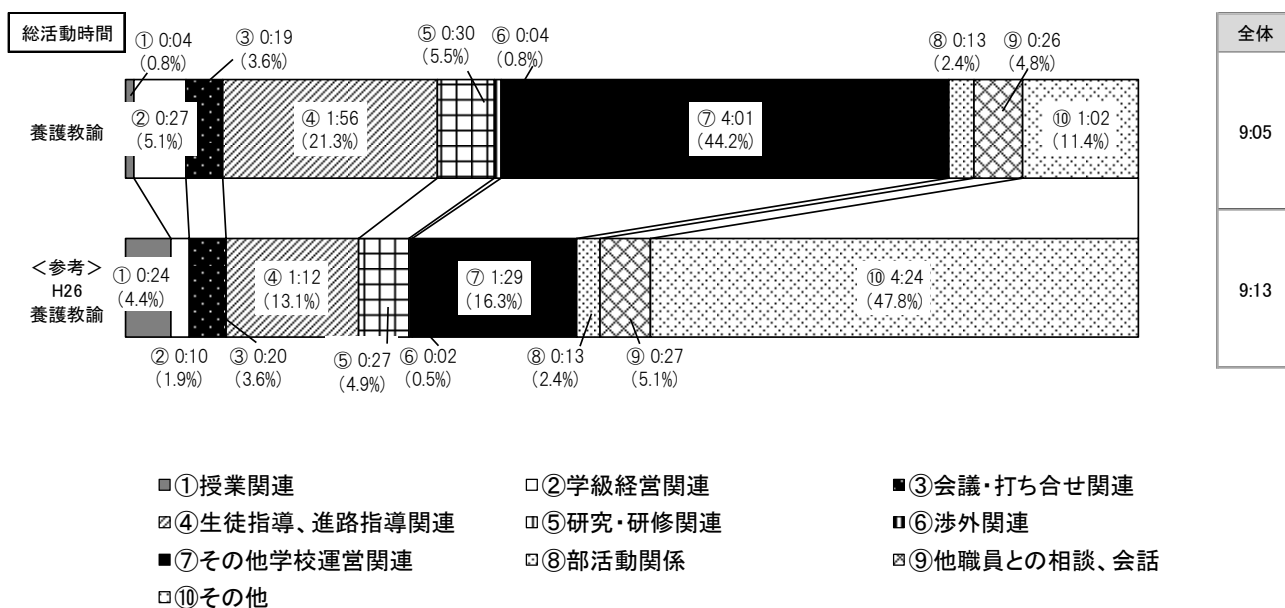 総活動時間
① 0:04
(0.8%)
③ 0:19
(3.6%)
⑤ 0:30
(5.5%)
⑥ 0:04
(0.8%)
⑧ 0:13
(2.4%)
⑨ 0:26
(4.8%)
全体
養護教諭
② 0:27
(5.1%)
④ 1:56
(21.3%)
⑦ 4:01
(44.2%)
⑩ 1:02
(11.4%)
9:05
<参考>
H26
養護教諭
① 0:24
(4.4%)
④ 1:12
(13.1%)
⑦ 1:29
(16.3%)
⑩ 4:24
(47.8%)
9:13
② 0:10
(1.9%)
③ 0:20
(3.6%)
⑤ 0:27
(4.9%)
⑥ 0:02
(0.5%)
⑧ 0:13
(2.4%)
⑨ 0:27
(5.1%)
①授業関連
②学級経営関連
③会議・打ち合せ関連
④生徒指導、進路指導関連
⑤研究・研修関連
⑥渉外関連
⑦その他学校運営関連
⑧部活動関係
⑨他職員との相談、会話
⑩その他